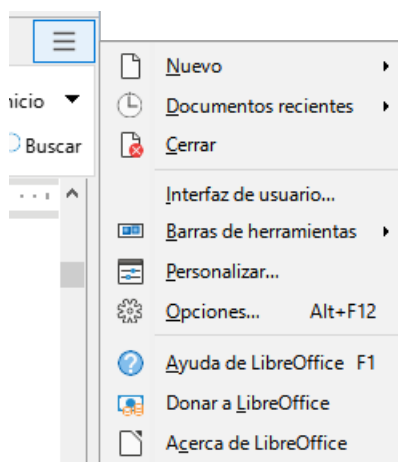 Nuevo
nicio
Documentos recientes
Buscar
Cerrar
Interfaz de usuario...
Barras de herramientas
Personalizar...
Opciones... Alt+F12
Ayuda de LibreOffice F1
Donar a LibreOffice
Acerca de LibreOffice